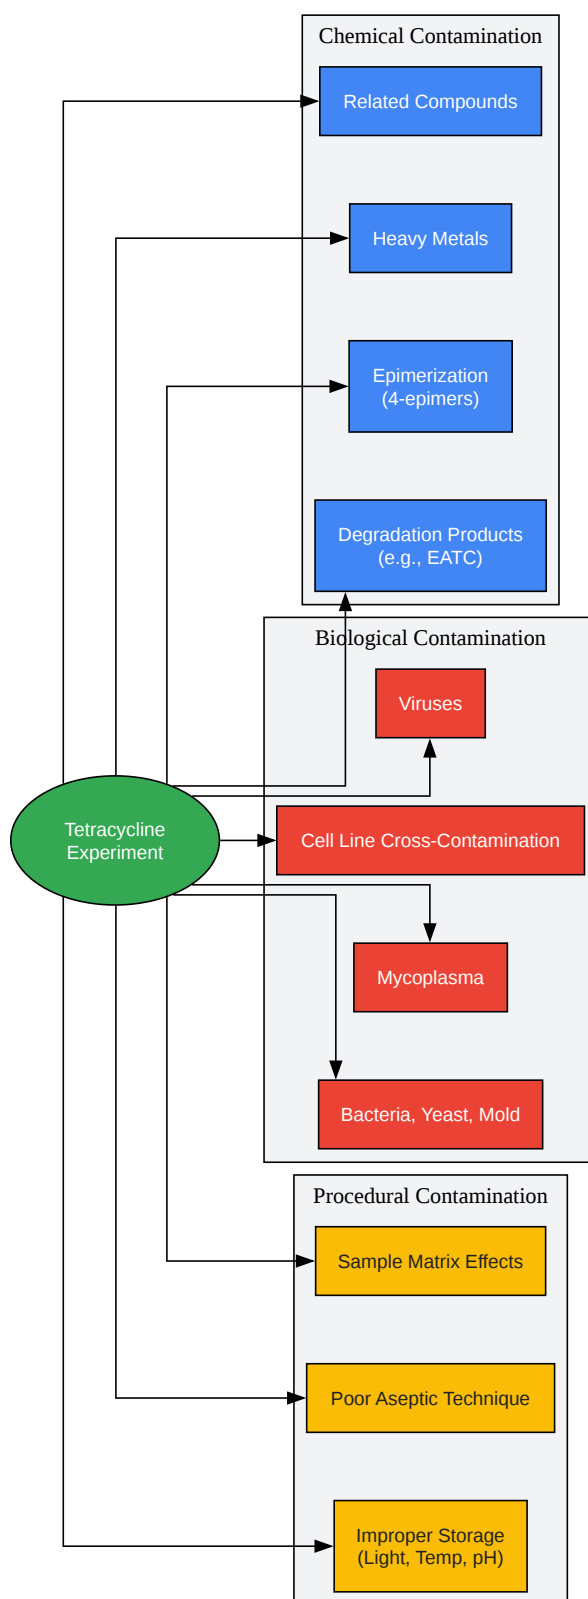 Chemical Contamination
Related Compounds
Heavy Metals
Epimerization
(4-epimers)
Degradation Products
(e.g., EATC)
Biological Contamination
Viruses
Tetracycline
Experiment
Cell Line Cross-Contamination
Mycoplasma
Bacteria, Yeast, Mold
Procedural Contamination
Sample Matrix Effects
Poor Aseptic Technique
Improper Storage
(Light, Temp, pH)